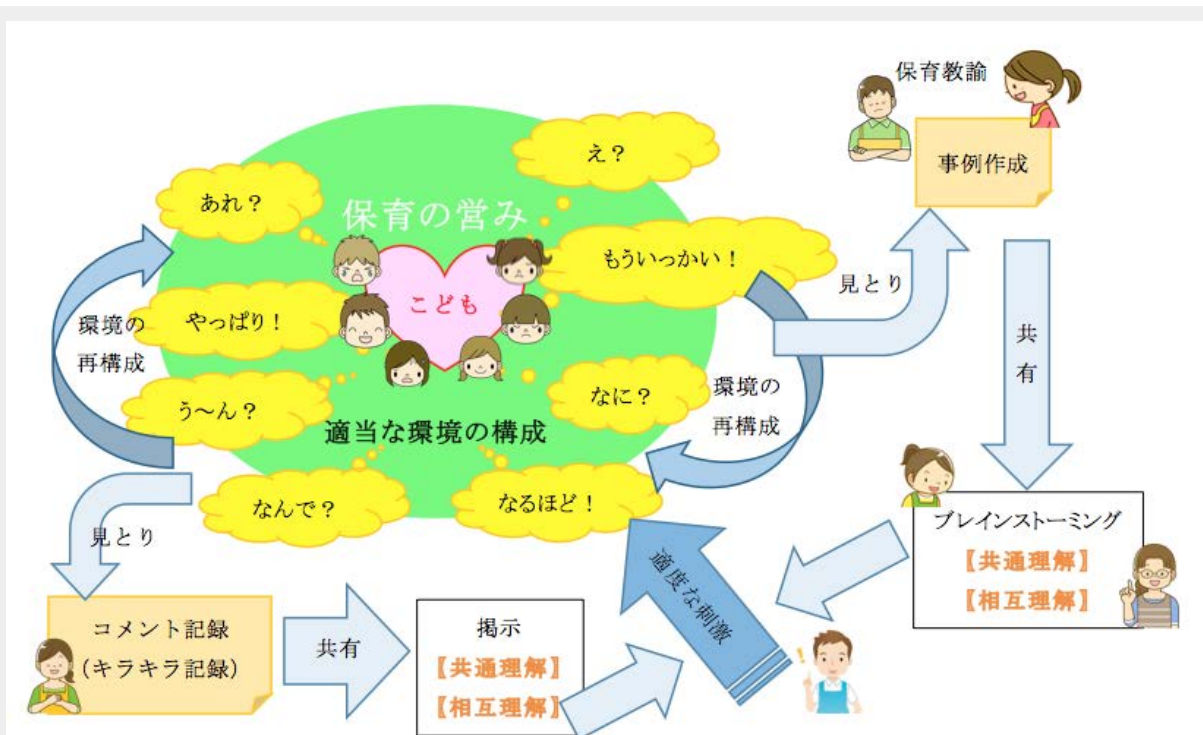 保育教諭
事例作成
え？
あれ？
保育の営み
もういっかい！
こども
やっぱり！
環境の
再構成
う～ん？
なに？
環境の
再構成
適当な環境の構成
なんで？
なるほど！
見とり
共
有
ブレインストーミング
【共通理解】
【相互理解】
見とり
コメント記録
(キラキラ記録)
共有
掲示
【共通理解】
【相互理解】
適度な刺激